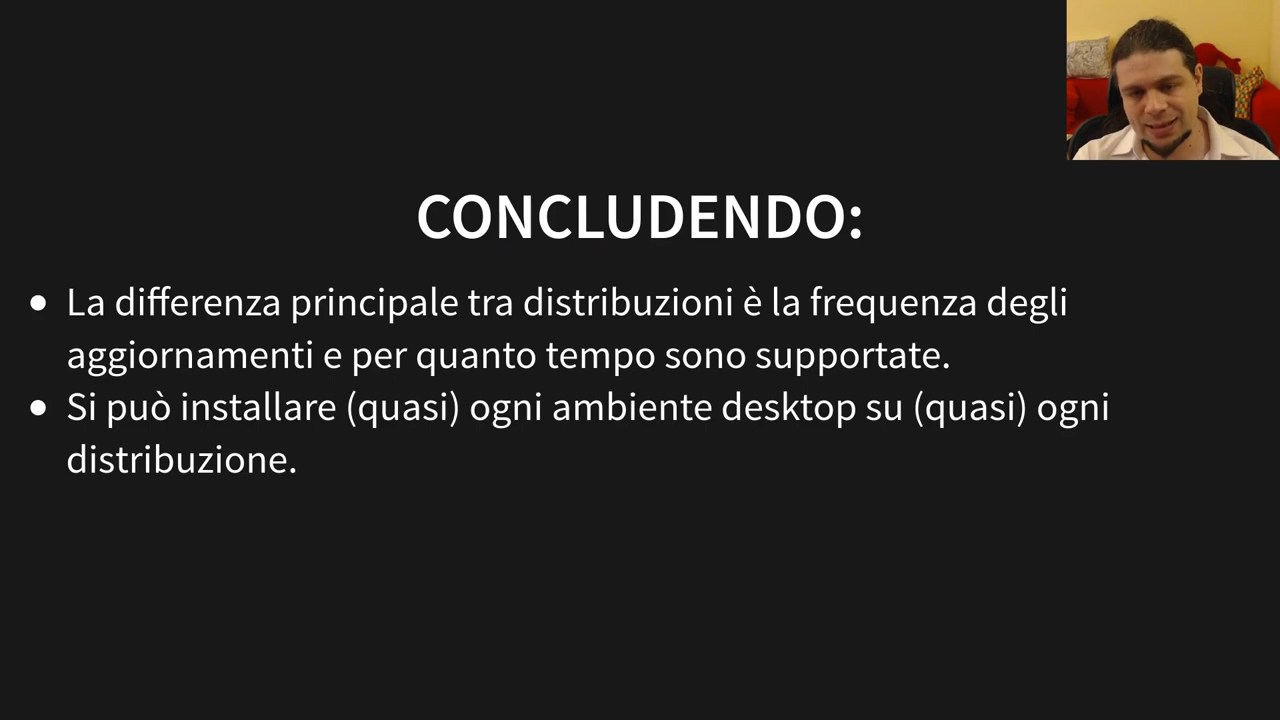 CONCLUDENDO:
• La differenza principale tra distribuzioni è la frequenza degli
aggiornamenti e per quanto tempo sono supportate.
• Si può installare (quasi) ogni ambiente desktop su (quasi) ogni
distribuzione.